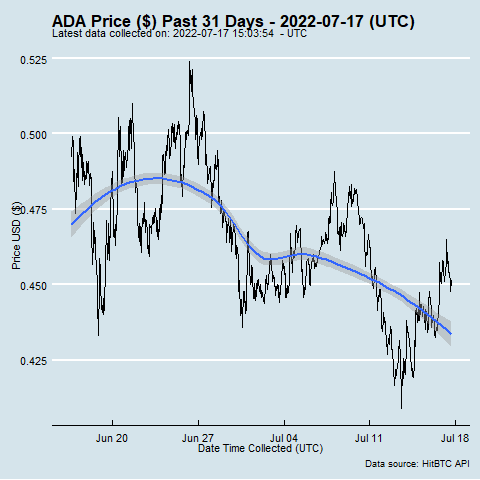 ADA Price ($) Past 31 Days - 2022-07-17 (UTC)
Latest data collected on: 2022-07-17 15:03:54 - UTC
0.525
0.500
0.475
0.450
0.425
Price USD ($)
Jun 20 Jun 27 Jul 04 Jul 11 Jul 18
Date Time Collected (UTC)
Data source: HitBTC API